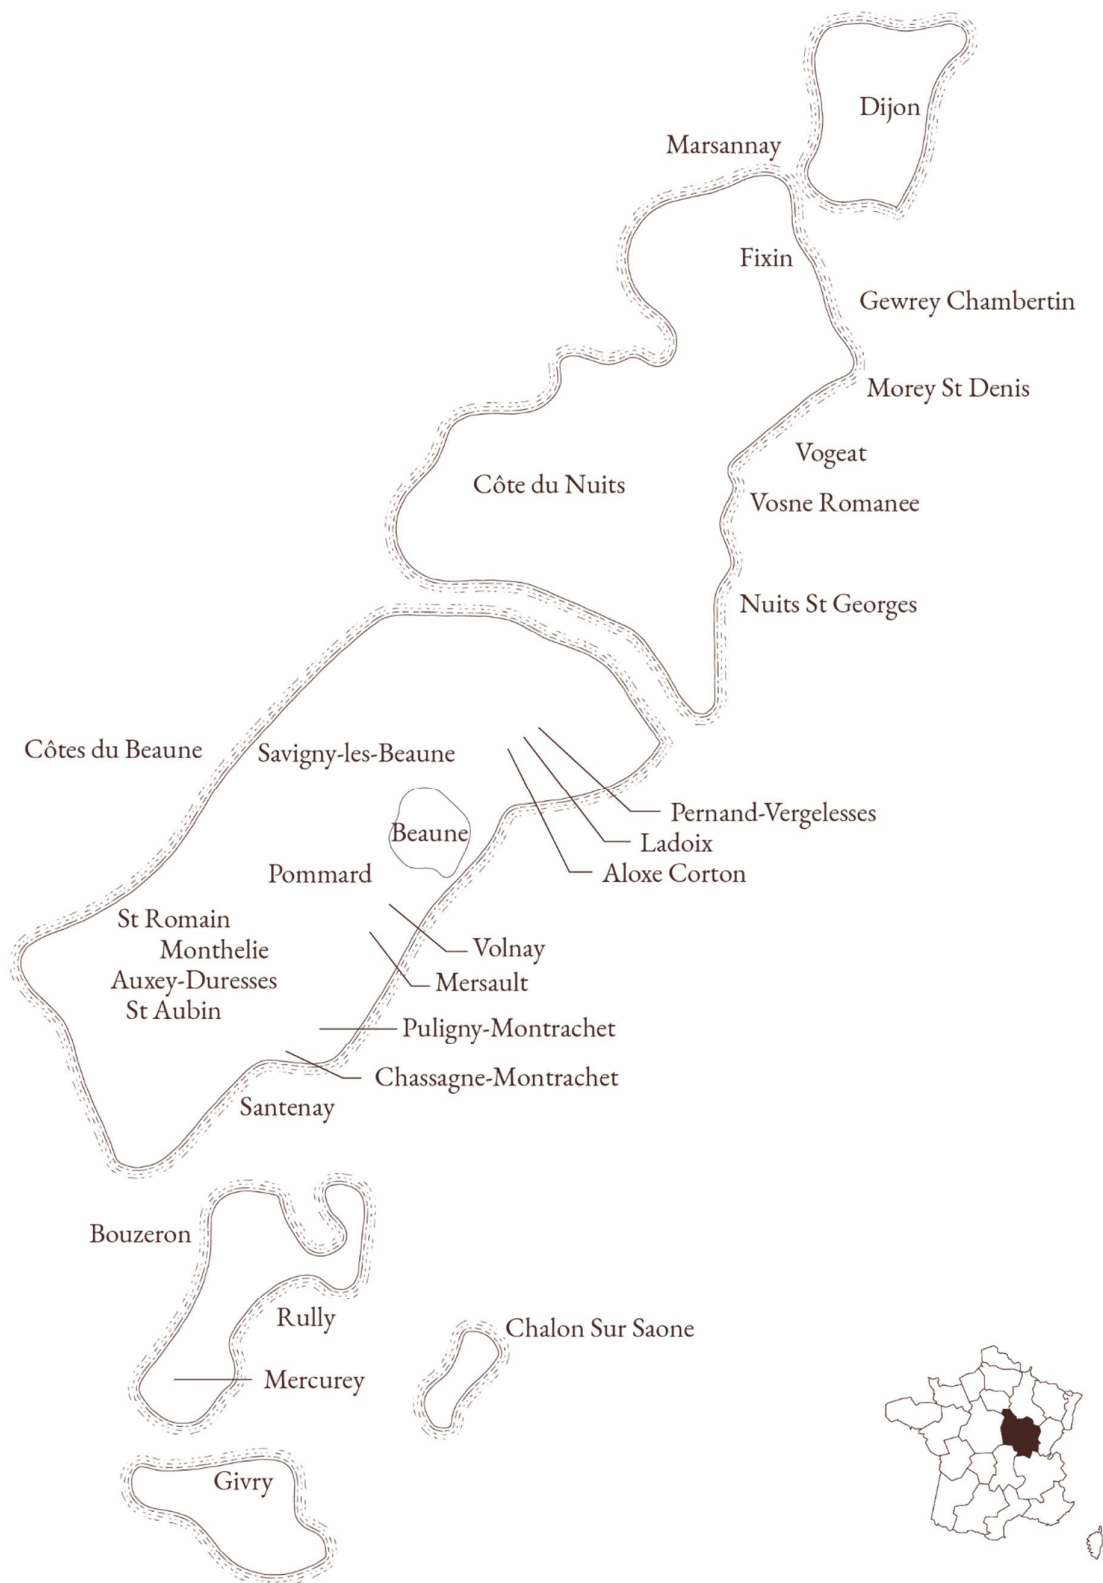 Dijon
Marsannay
Fixin
Gewrey Chambertin
Morey St Denis
Vogeat
Côte du Nuits
Vosne Romanee
Nuits St Georges
Côtes du Beaune
Savigny-les-Beaune
Pernand-Vergelesses
Beaune
Ladoix
Pommard
Aloxe Corton
St Romain
Monthelie
Volnay
Auxey-Duresses
Mersault
St Aubin
Puligny-Montrachet
Chassagne-Montrachet
Santenay
Bouzeron
Rully
Chalon Sur Saone
Mercurey
Givry